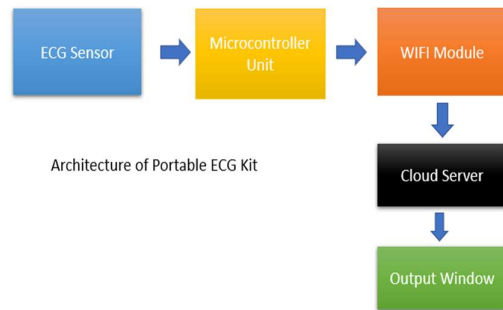 ECG Sensor
Microcontroller
Unit
WIFI Module
Architecture of Portable ECG Kit
Cloud Server
Output Window